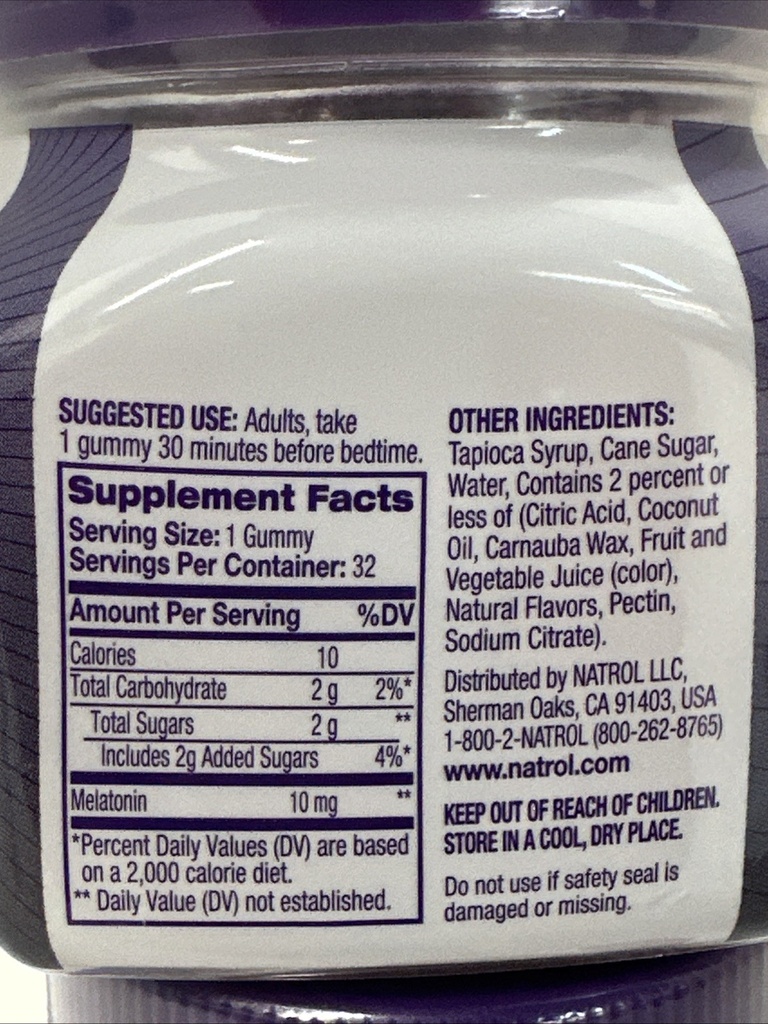 SUGGESTED USE: Adults, take
1 gummy 30 minutes before bedtime.
Supplement Facts
Serving Size: 1 Gummy
Servings Per Container: 32
Amount Per Serving %DV
Calories 10
Total Carbohydrate 2 g 2%*
Total Sugars 2 g **
Includes 2g Added Sugars 4%*
Melatonin 10 mg **
*Percent Daily Values (DV) are based
on a 2,000 calorie diet.
** Daily Value (DV) not established.
OTHER INGREDIENTS:
Tapioca Syrup, Cane Sugar,
Water, Contains 2 percent or
less of (Citric Acid, Coconut
Oil, Carnauba Wax, Fruit and
Vegetable Juice (color),
Natural Flavors, Pectin,
Sodium Citrate).
Distributed by NATROL LLC,
Sherman Oaks, CA 91403, USA
1-800-2-NATROL (800-262-8765)
www.natrol.com
KEEP OUT OF REACH OF CHILDREN.
STORE IN A COOL, DRY PLACE.
Do not use if safety seal is
damaged or missing.